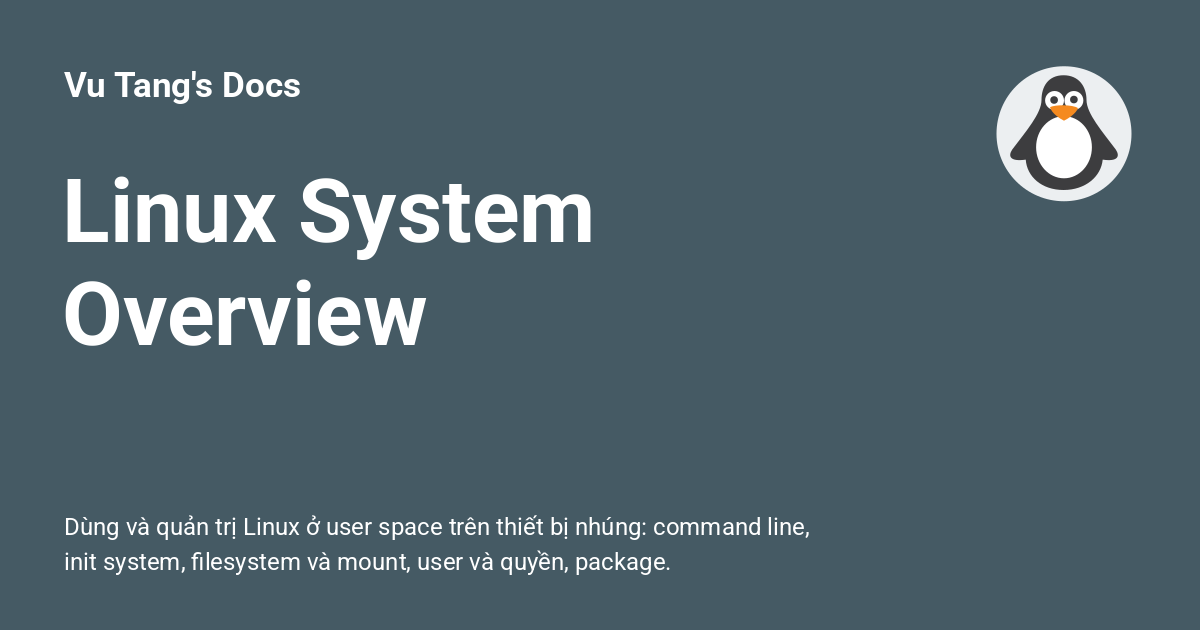 Vu Tang's Docs
Linux System
Overview
Dùng và quản trị Linux ở user space trên thiết bị nhúng: command line,
init system, filesystem và mount, user và quyền, package.